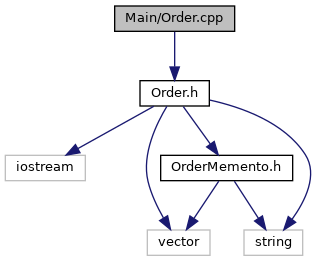 Main/Order.cpp
Order.h
iostream
OrderMemento.h
vector
string